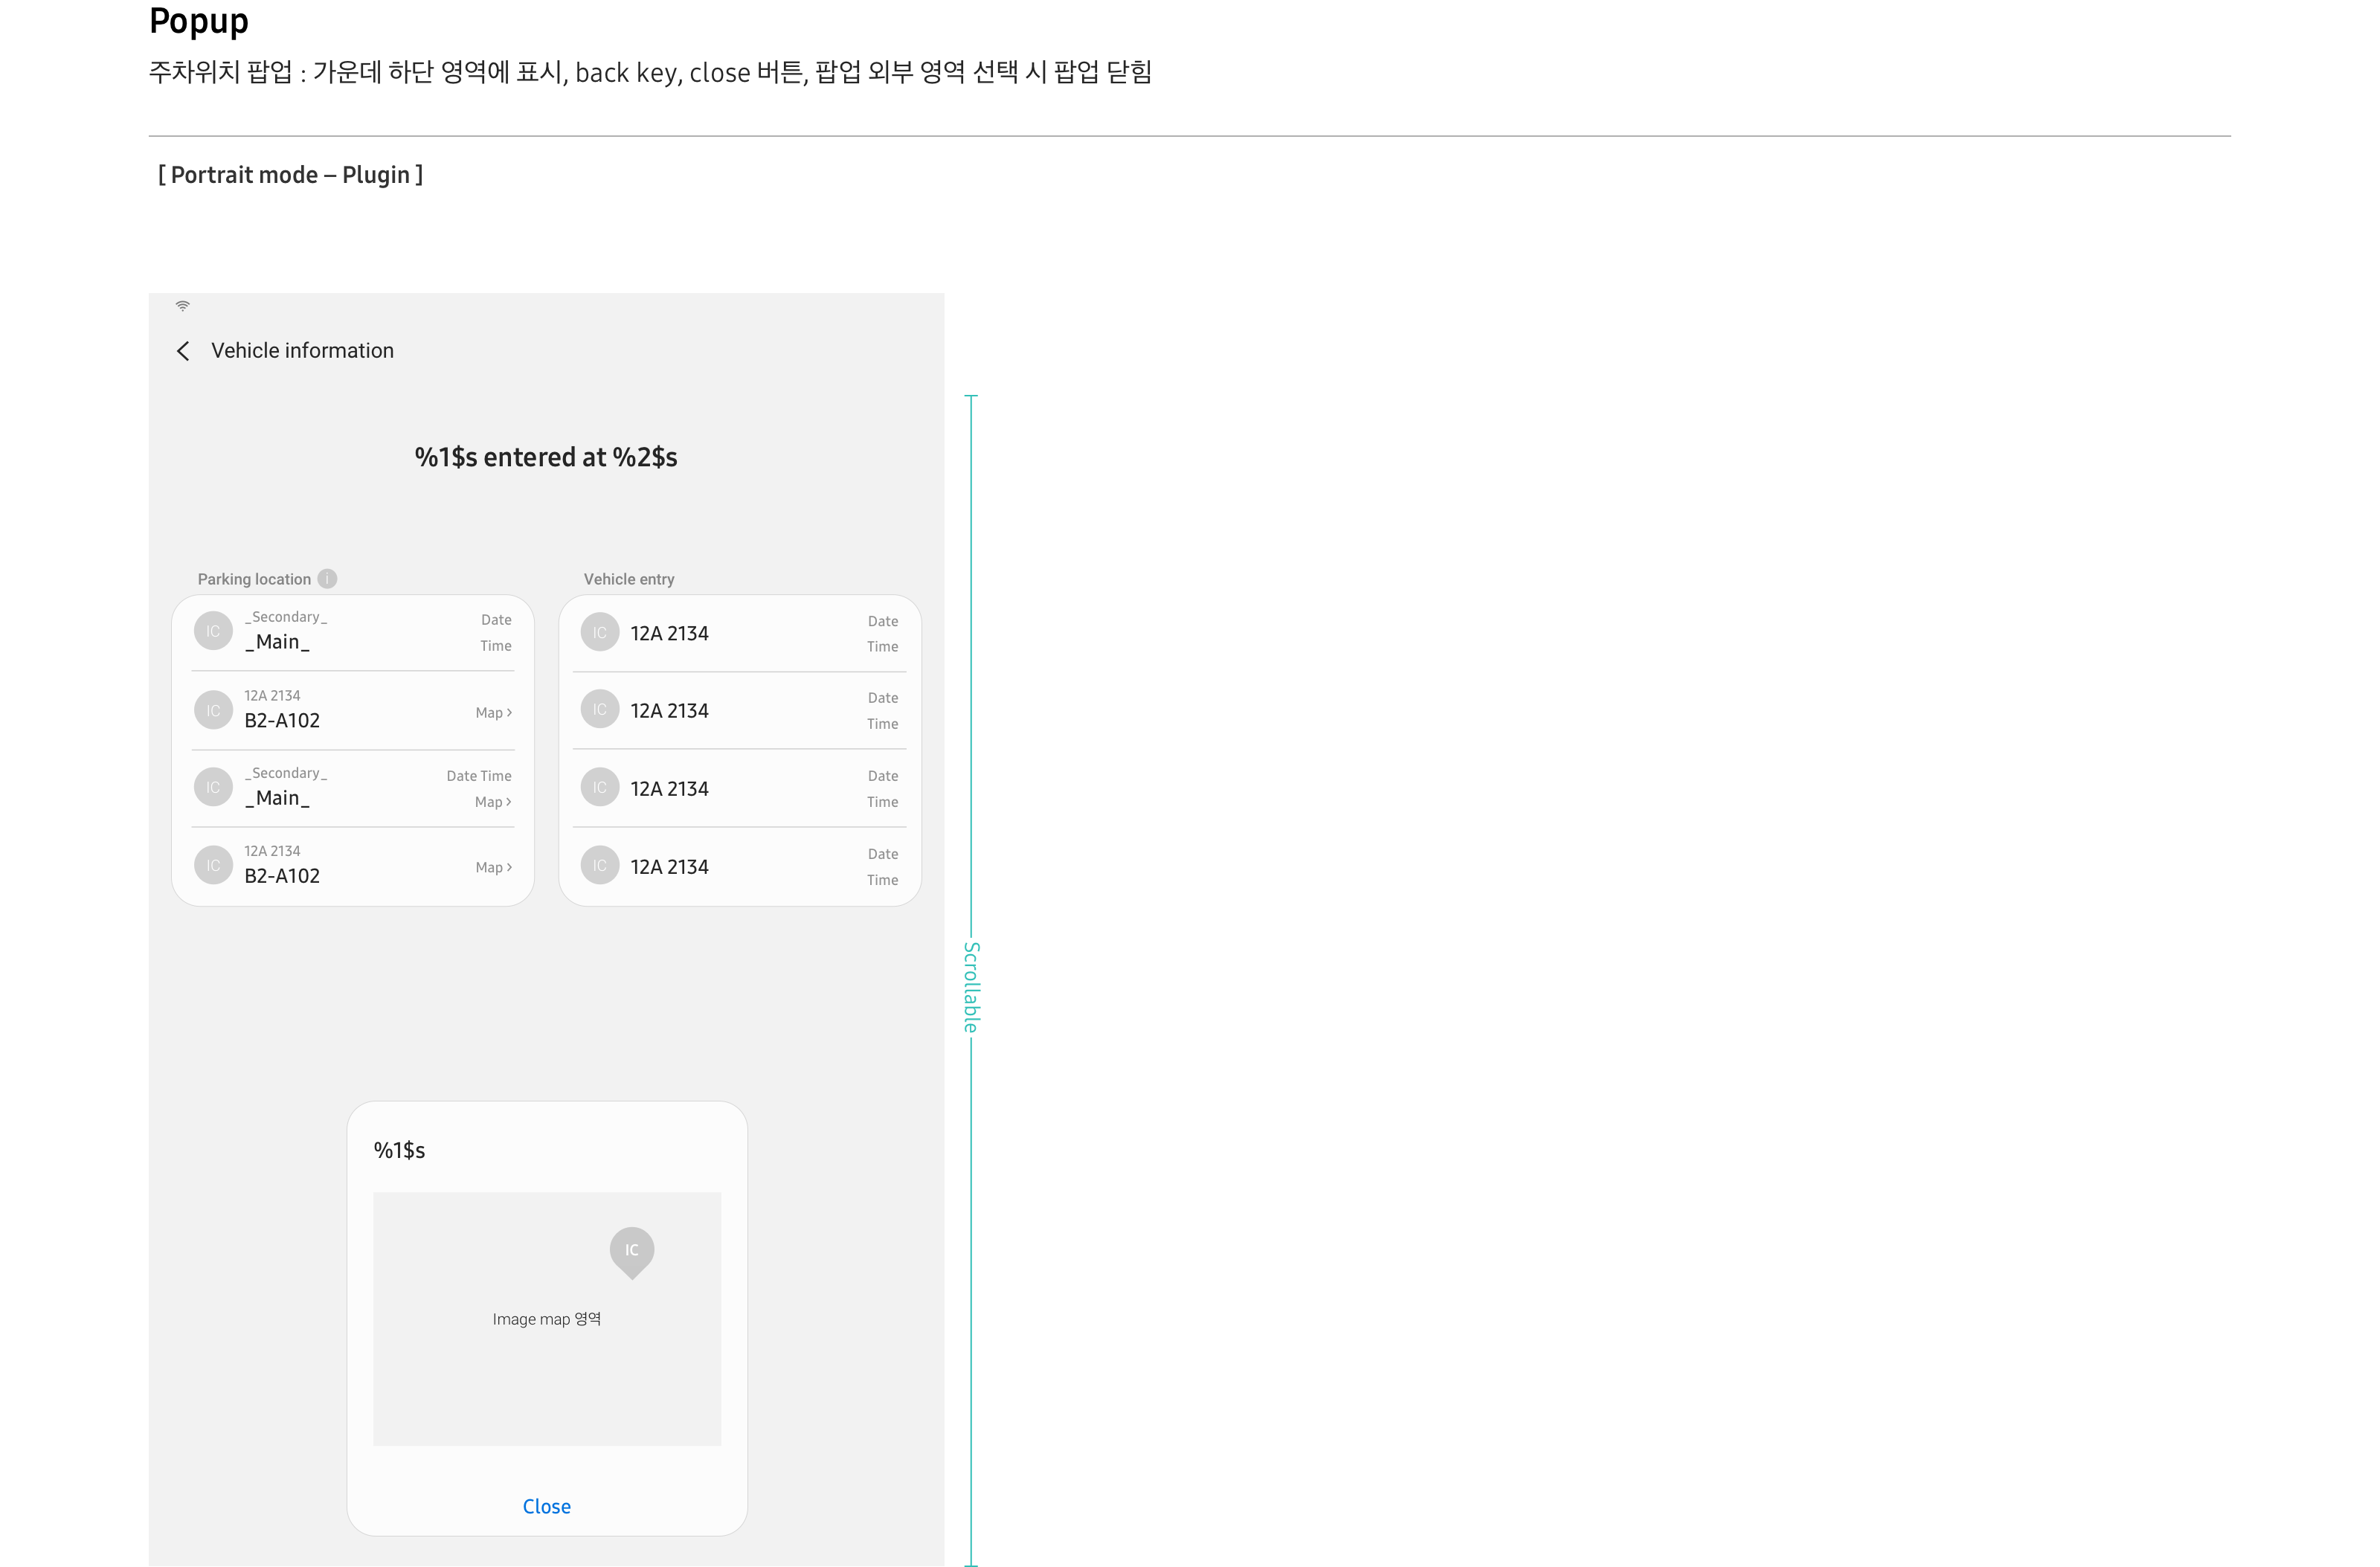 Popup
주차위치 팝업 : 가운데 하단 영역에 표시, back key, close 버튼, 팝업 외부 영역 선택 시 팝업 닫힘
[ Portrait mode – Plugin ]
Vehicle information
%1$s entered at %2$s
Parking location i
IC
_Secondary_
_Main_
Date
Time
IC
12A 2134
B2-A102
Map >
IC
_Secondary_
_Main_
Date Time
Map >
IC
12A 2134
B2-A102
Map >
Vehicle entry
IC
12A 2134
Date
Time
IC
12A 2134
Date
Time
IC
12A 2134
Date
Time
IC
12A 2134
Date
Time
Scrollable
%1$s
IC
Image map 영역
Close